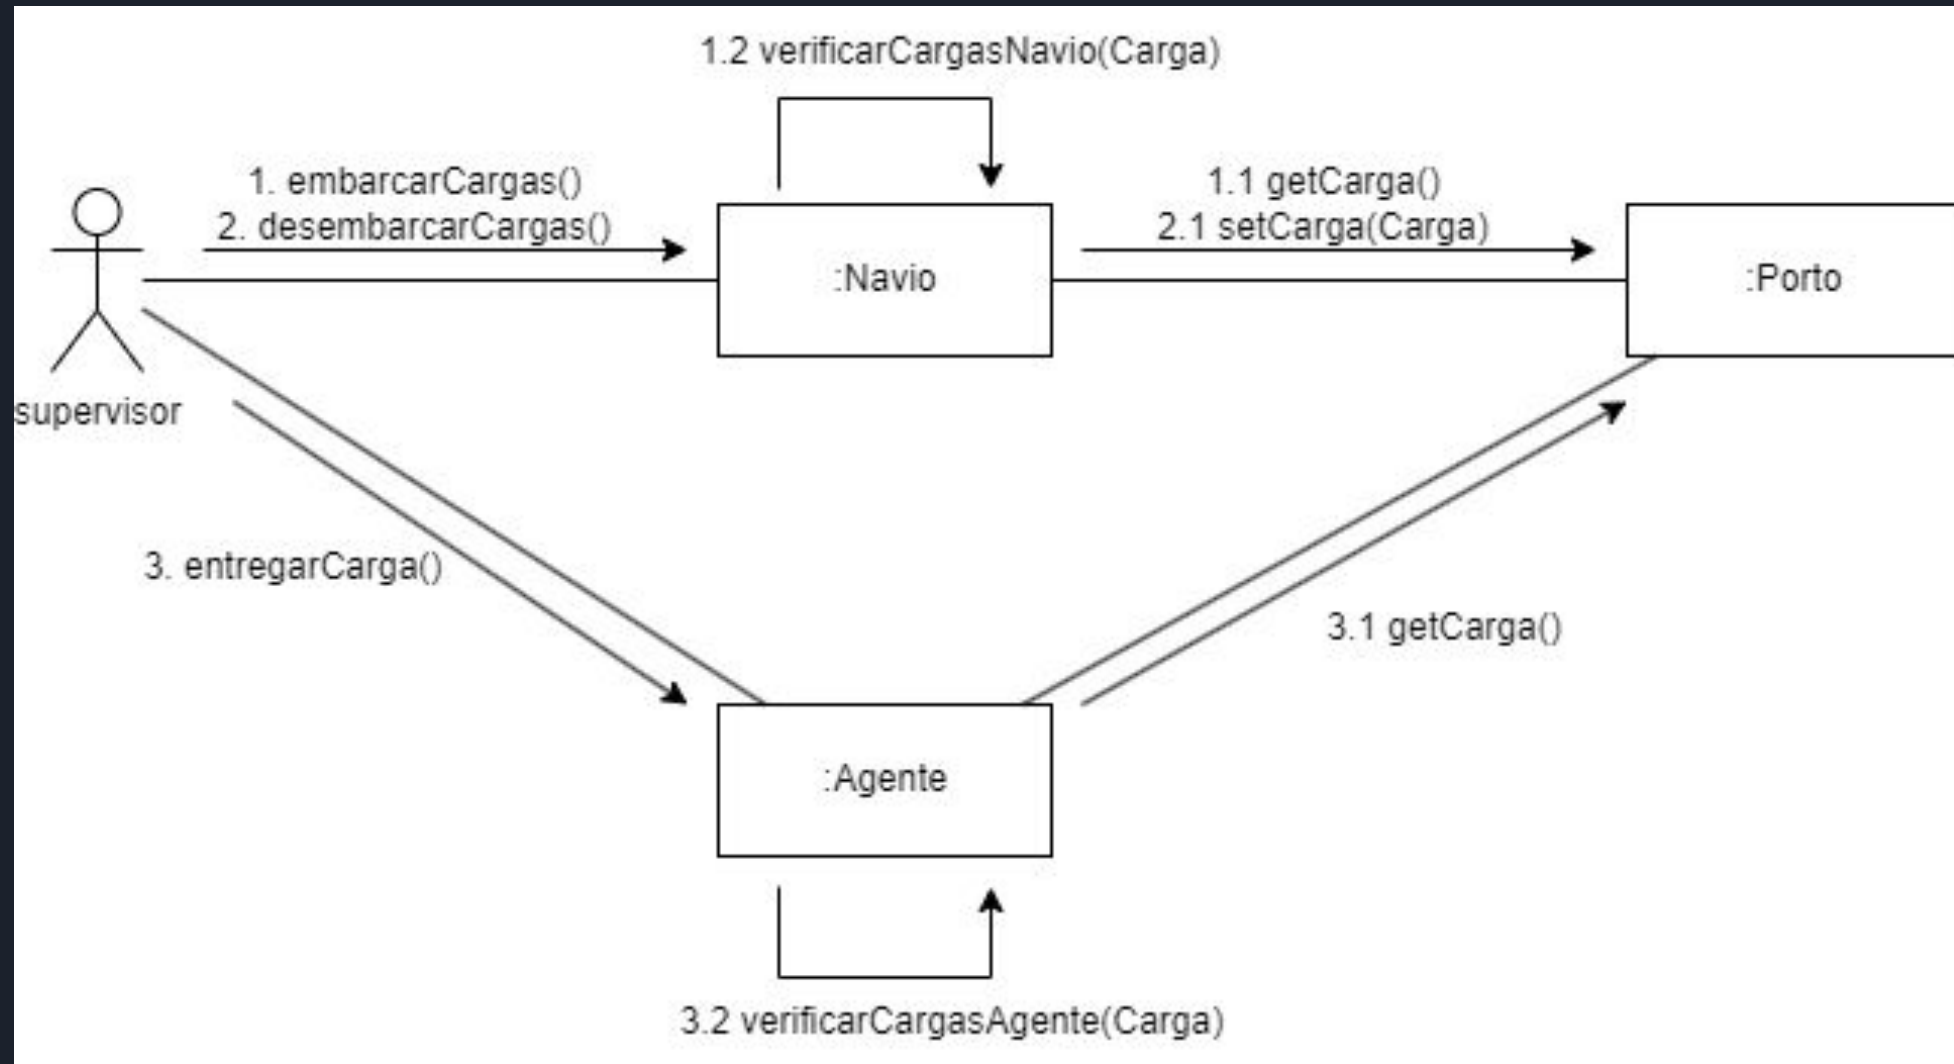 1.2 verificarCargasNavio(Carga)
1. embarcarCargas()
2. desembarcarCargas()
1.1 getCarga()
2.1 setCarga(Carga)
:Navio
:Porto
supervisor
3. entregarCarga()
3.1 getCarga()
:Agente
3.2 verificarCargasAgente(Carga)